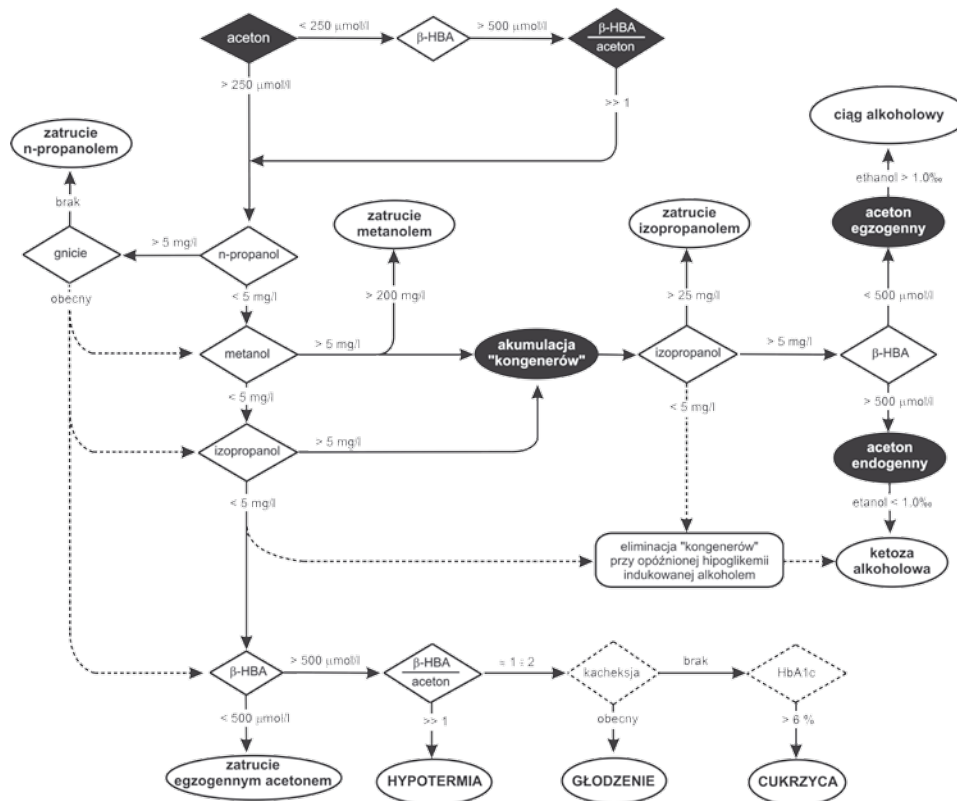 aceton
< 250 μmol/l
β-HBA
> 500 μmol/l
β-HBA
aceton
> 250 μmol/l
>> 1
ciąg alkoholowy
zatrucie
n-propanolem
ethanol > 1.0‰
brak
zatrucie
metanolem
zatrucie
izopropanolem
aceton
egzogenny
gnicie
> 5 mg/l
n-propanol
obecny
< 5 mg/l
> 200 mg/l
> 25 mg/l
< 500 μmol/l
metanol
> 5 mg/l
akumulacja
"kongenerów"
izopropanol
> 5 mg/l
β-HBA
< 5 mg/l
< 5 mg/l
> 500 μmol/l
izopropanol
> 5 mg/l
aceton
endogenny
< 5 mg/l
etanol < 1.0‰
eliminacja "kongenerów"
przy opóźnionej hipoglikemii
indukowanej alkoholem
ketoza
alkoholowa
β-HBA
> 500 μmol/l
β-HBA
aceton
= 1 ÷ 2
kacheksja
brak
HbA1c
< 500 μmol/l
>> 1
obecny
> 6 %
zatrucie
egzogennym acetonem
HYPOTERMIA
GŁODZENIE
CUKRZYCA